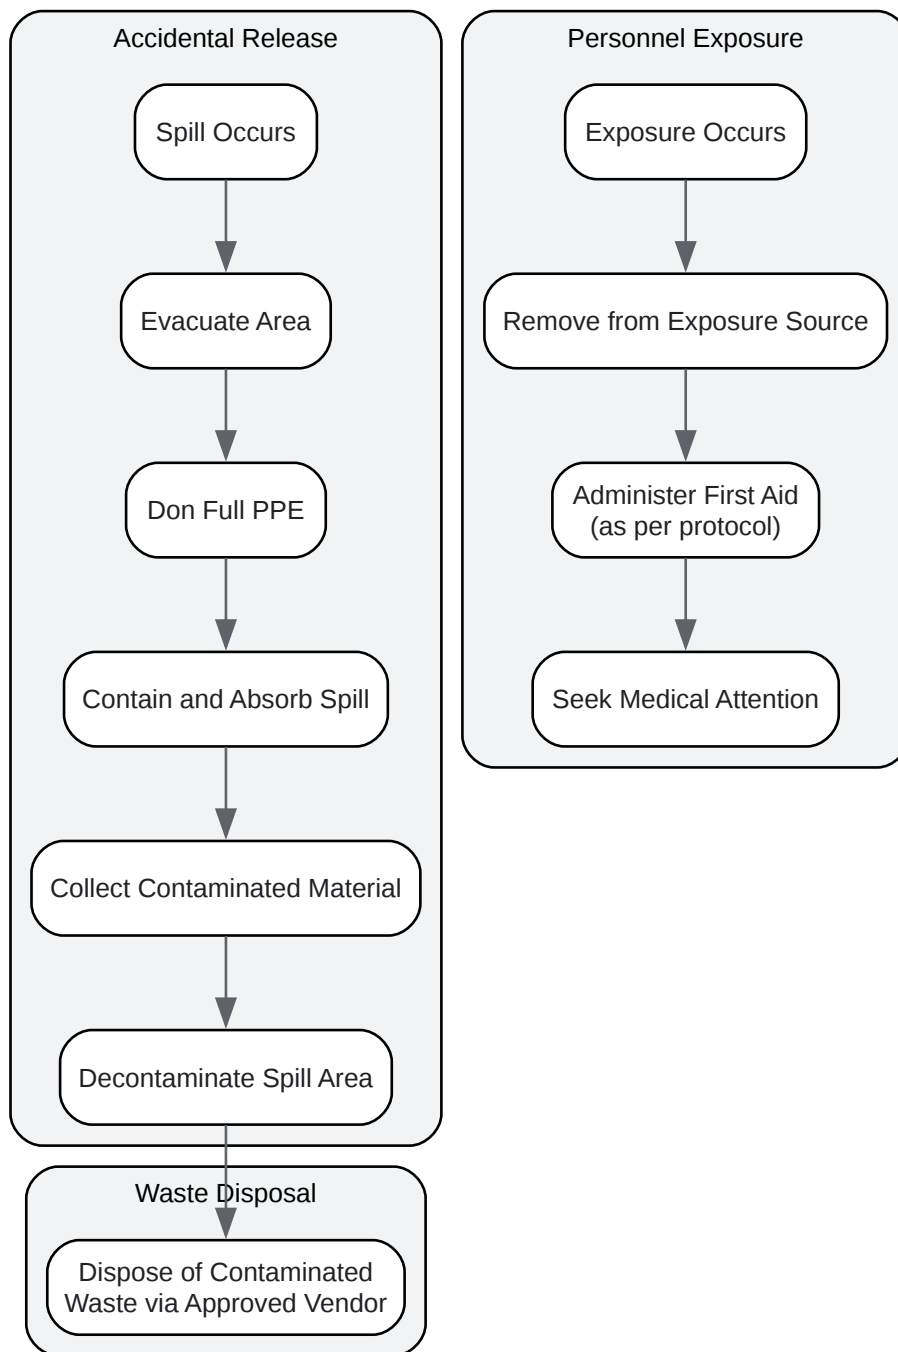 Accidental Release
Spill Occurs
Evacuate Area
Don Full PPE
Contain and Absorb Spill
Collect Contaminated Material
Decontaminate Spill Area
Waste Disposal
Dispose of Contaminated
Waste via Approved Vendor
Personnel Exposure
Exposure Occurs
Remove from Exposure Source
Administer First Aid
(as per protocol)
Seek Medical Attention